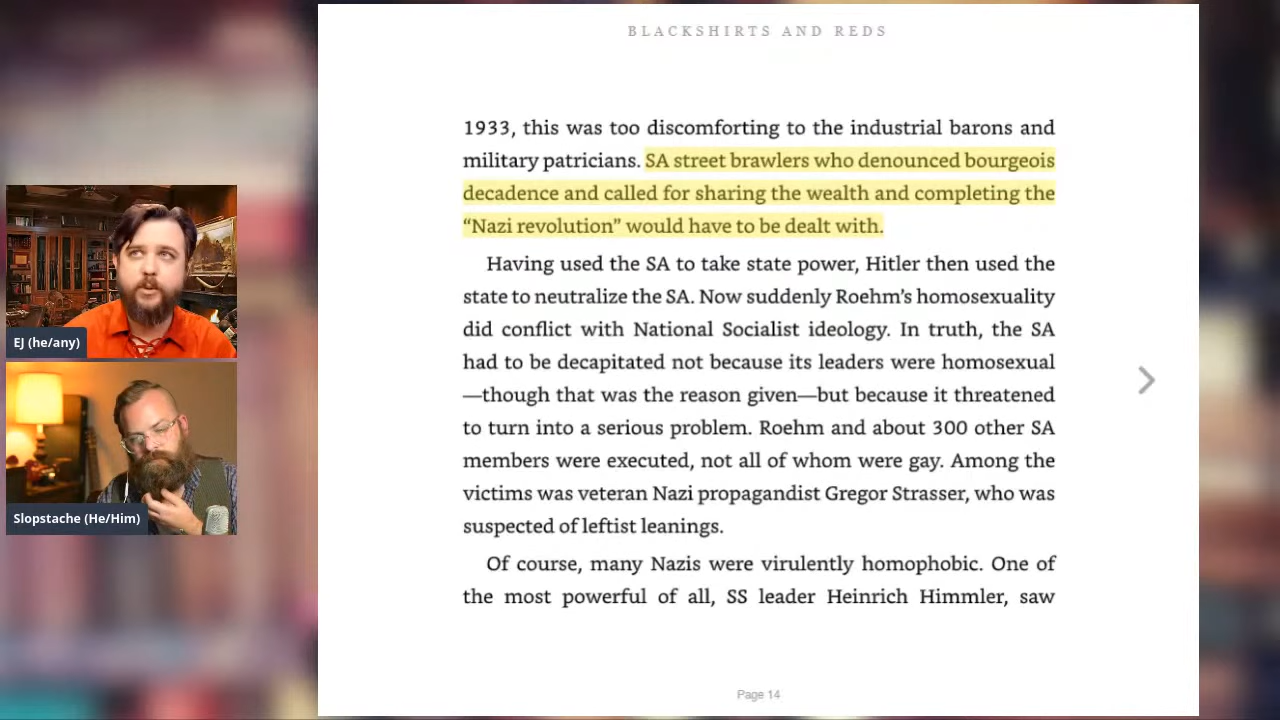 BLACKSHIRTS AND REDS
1933, this was too discomforting to the industrial barons and
military patricians. SA street brawlers who denounced bourgeois
decadence and called for sharing the wealth and completing the
“Nazi revolution” would have to be dealt with.
Having used the SA to take state power, Hitler then used the
state to neutralize the SA. Now suddenly Roehm’s homosexuality
did conflict with National Socialist ideology. In truth, the SA
had to be decapitated not because its leaders were homosexual
—though that was the reason given—but because it threatened
to turn into a serious problem. Roehm and about 300 other SA
members were executed, not all of whom were gay. Among the
victims was veteran Nazi propagandist Gregor Strasser, who was
suspected of leftist leanings.
Of course, many Nazis were virulently homophobic. One of
the most powerful of all, SS leader Heinrich Himmler, saw
Page 14
EJ (he/any)
Slopstache (He/Him)